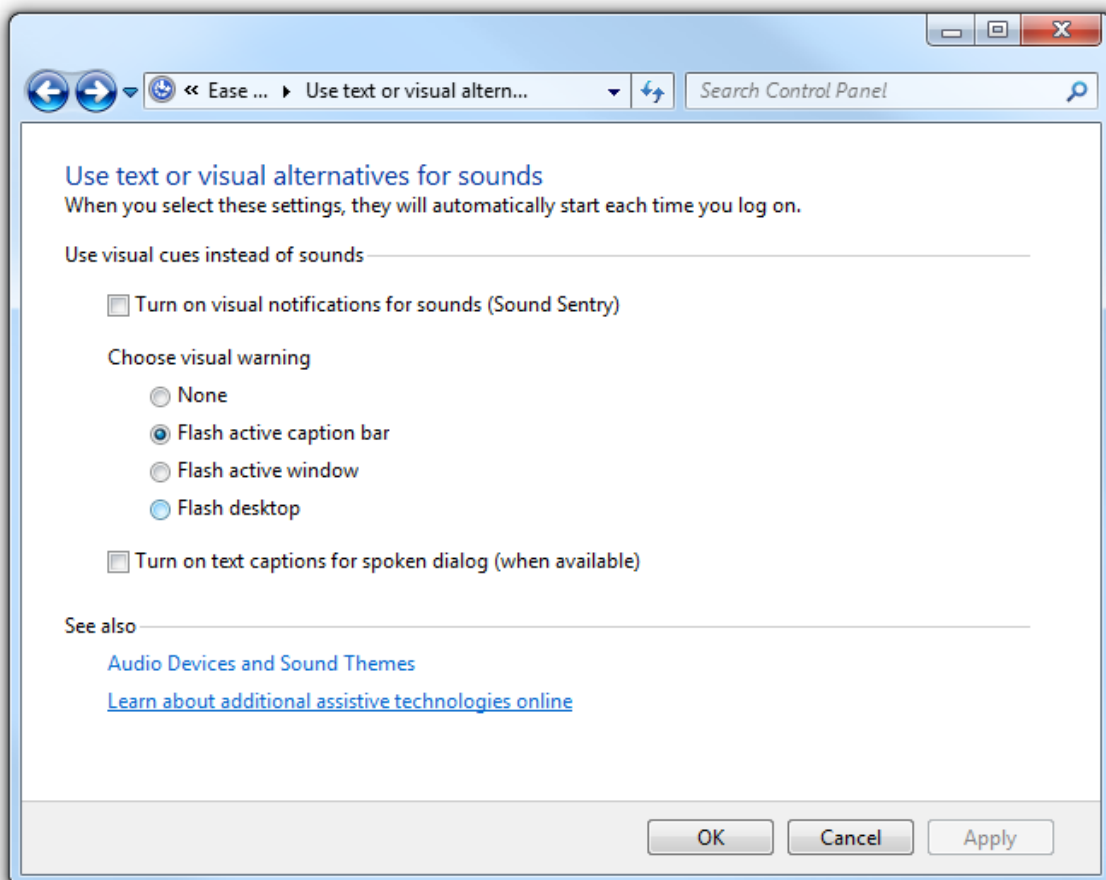 « Ease ... Use text or visual altern... Search Control Panel
Use text or visual alternatives for sounds
When you select these settings, they will automatically start each time you log on.
Use visual cues instead of sounds
Turn on visual notifications for sounds (Sound Sentry)
Choose visual warning
None
Flash active caption bar
Flash active window
Flash desktop
Turn on text captions for spoken dialog (when available)
See also
Audio Devices and Sound Themes
Learn about additional assistive technologies online
OK Cancel Apply